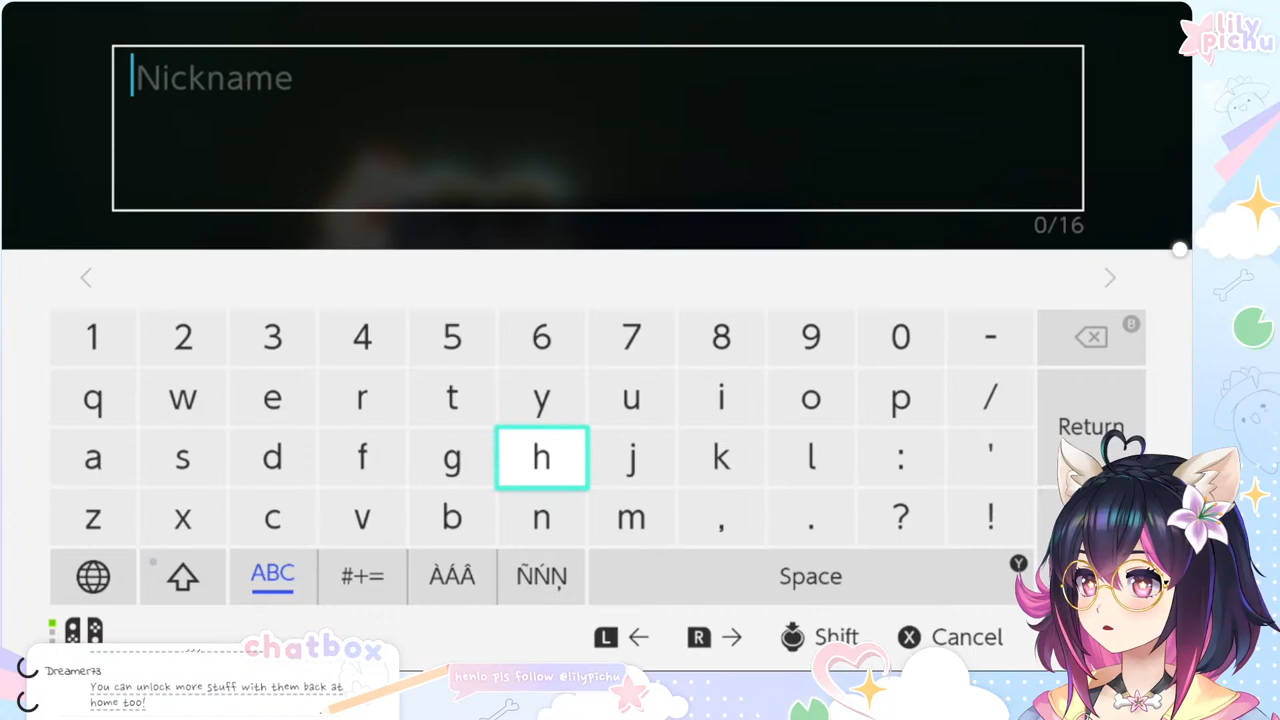 lily
pichu
Nickname
0/16
1 2 3 4 5 6 7 8 9 0 -
B
q w e r t y u i o p /
Return
a s d f g h j k l : '
z x c v b n m , . ? !
ABC #+= ÀÁÂ ÑŃŅ Space
Y
L ← R → Shift X Cancel
chatbox
Dreamer73
You can unlock more stuff with them back at
home too!
henlo pls follow @lilypichu